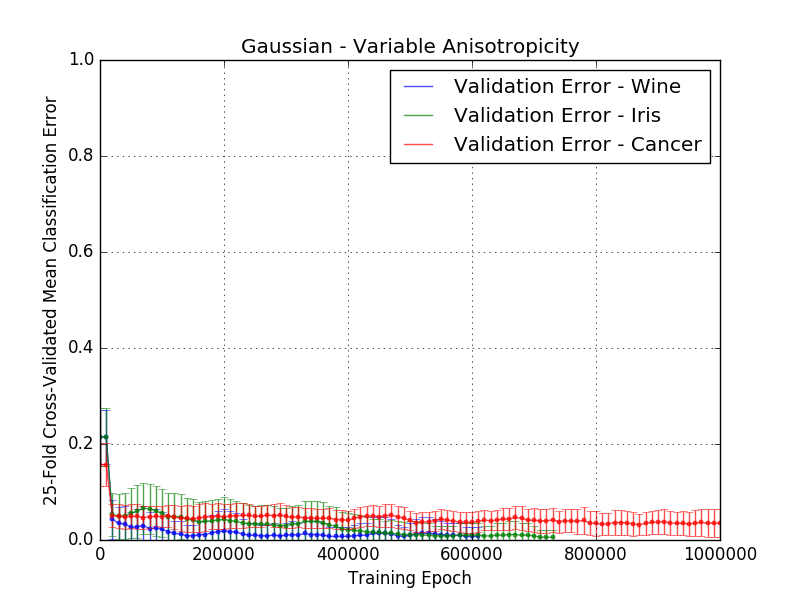 Gaussian - Variable Anisotropicity
Validation Error - Wine
Validation Error - Iris
Validation Error - Cancer
25-Fold Cross-Validated Mean Classification Error
1.0
0.8
0.6
0.4
0.2
0.0
0 200000 400000 600000 800000 1000000
Training Epoch